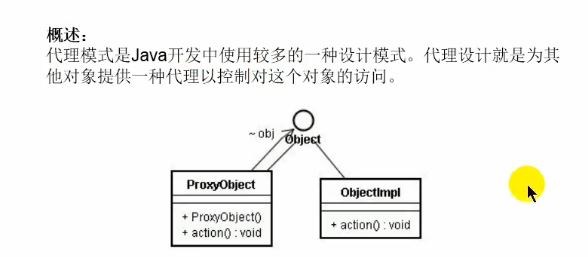 概述：
代理模式是Java开发中使用较多的一种设计模式。代理设计就是为其
他对象提供一种代理以控制对这个对象的访问。
~ obj
Object
ProxyObject
+ ProxyObject()
+ action() : void
ObjectImpl
+ action() : void